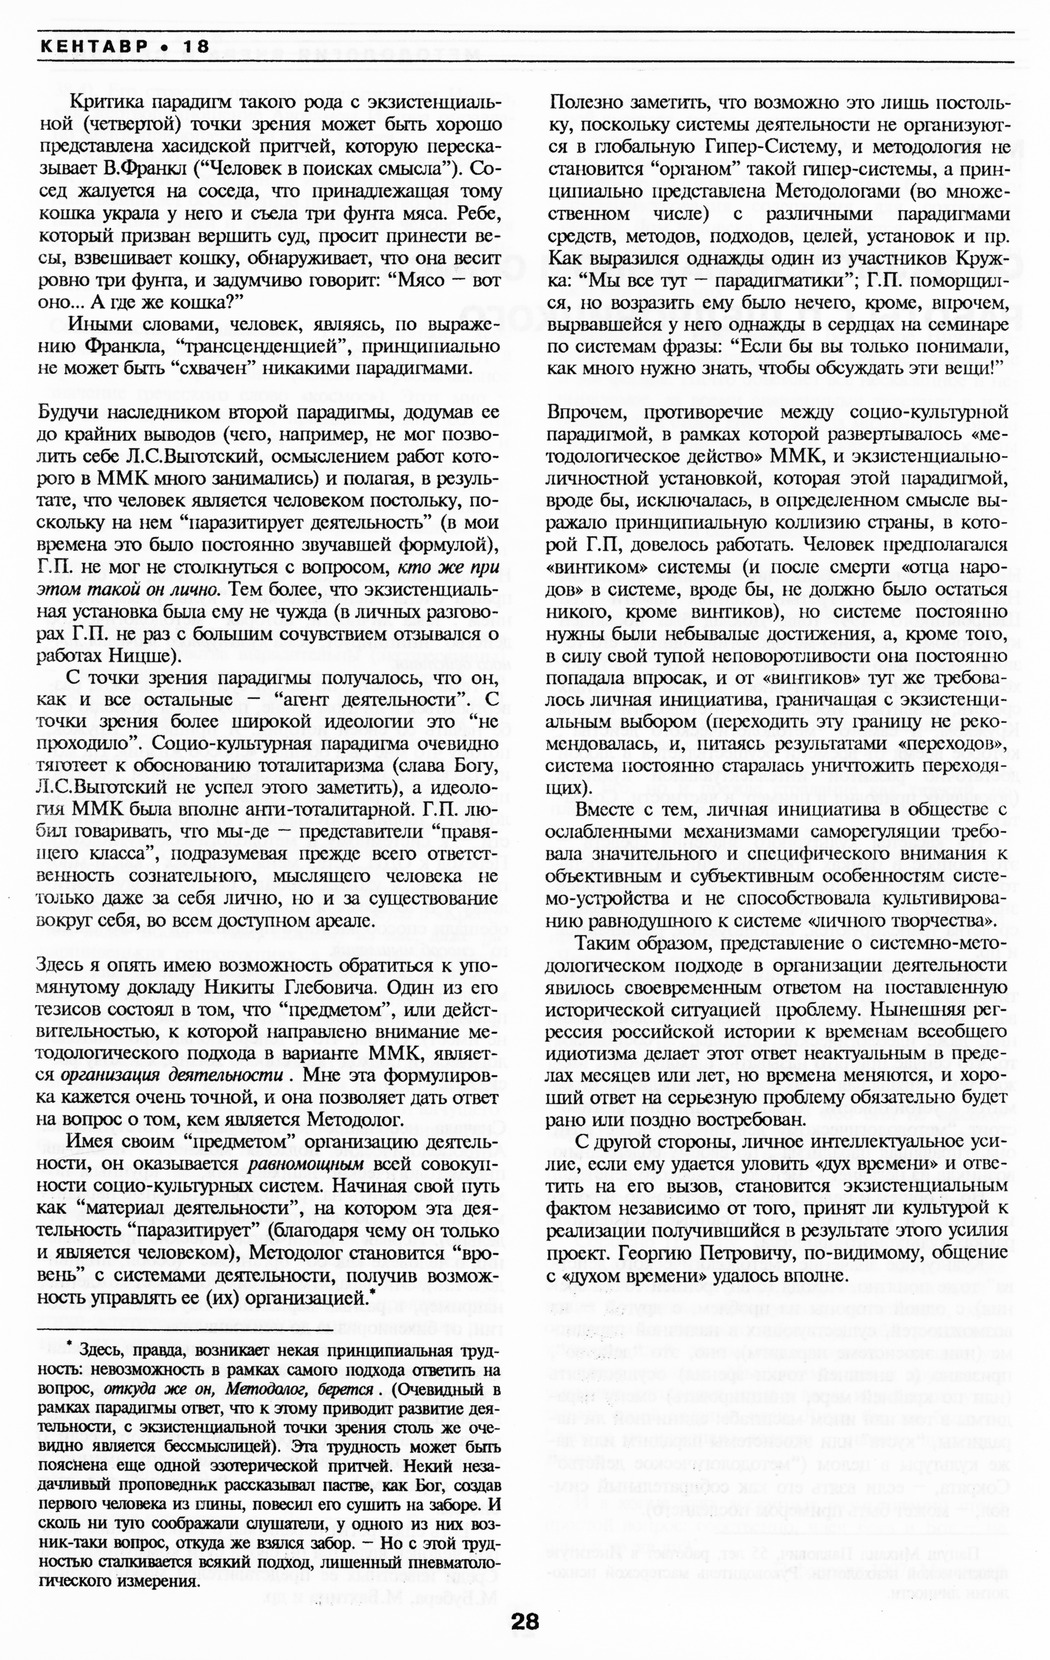 КЕНТАВР • 18
Критика парадигм такого рода с экзистенциаль-
ной (четвертой) точки зрения может быть хорошо
представлена хасидской притчей, которую переска-
зывает В.Франкл (“Человек в поисках смысла”). Со-
сед жалуется на соседа, что принадлежащая тому
кошка украла у него и съела три фунта мяса. Ребе,
который призван вершить суд, просит принести ве-
сы, взвешивает кошку, обнаруживает, что она весит
ровно три фунта, и задумчиво говорит: “Мясо — вот
оно... А где же кошка?”
Иными словами, человек, являясь, по выраже-
нию Франкла, “трансценденцией”, принципиально
не может быть “схвачен” никакими парадигмами.
Будучи наследником второй парадигмы, додумав ее
до крайних выводов (чего, например, не мог позво-
лить себе Л.С.Выготский, осмыслением работ кото-
рого в ММК много занимались) и полагая, в резуль-
тате, что человек является человеком постольку, по-
скольку на нем “паразитирует деятельность” (в мои
времена это было постоянно звучавшей формулой),
Г.П. не мог не столкнуться с вопросом, кто же при
этом такой он лично. Тем более, что экзистенциаль-
ная установка была ему не чужда (в личных разгово-
рах Г.П. не раз с большим сочувствием отзывался о
работах Ницше).
С точки зрения парадигмы получалось, что он,
как и все остальные — “агент деятельности”. С
точки зрения более широкой идеологии это “не
проходило”. Социо-культурная парадигма очевидно
тяготеет к обоснованию тоталитаризма (слава Богу,
Л.С.Выготский не успел этого заметить), а идеоло-
гия ММК была вполне анти-тоталитарной. Г.П. лю-
бил говаривать, что мы-де — представители “правя-
щего класса”, подразумевая прежде всего ответст-
венность сознательного, мыслящего человека не
только даже за себя лично, но и за существование
вокруг себя, во всем доступном ареале.
Здесь я опять имею возможность обратиться к упо-
мянутому докладу Никиты Глебовича. Один из его
тезисов состоял в том, что “предметом”, или дейст-
вительностью, к которой направлено внимание ме-
тодологического подхода в варианте ММК, являет-
ся организация деятельности . Мне эта формулиров-
ка кажется очень точной, и она позволяет дать ответ
на вопрос о том, кем является Методолог.
Имея своим “предметом” организацию деятель-
ности, он оказывается равномощным всей совокуп-
ности социо-культурных систем. Начиная свой путь
как “материал деятельности”, на котором эта дея-
тельность “паразитирует” (благодаря чему он только
и является человеком), Методолог становится “вро-
вень” с системами деятельности, получив возмож-
ность управлять ее (их) организацией.*
* Здесь, правда, возникает некая принципиальная труд-
ность: невозможность в рамках самого подхода ответить на
вопрос, откуда же он, Методолог, берется . (Очевидный в
рамках парадигмы ответ, что к этому приводит развитие дея-
тельности, с экзистенциальной точки зрения столь же оче-
видно является бессмыслицей). Эта трудность может быть
пояснена еще одной эзотерической притчей. Некий неза-
дачливый проповедник рассказывал пастве, как Бог, создав
первого человека из глины, повесил его сушить на заборе. И
сколь ни туго соображали слушатели, у одного из них воз-
ник-таки вопрос, откуда же взялся забор. — Но с этой труд-
ностью сталкивается всякий подход, лишенный пневматоло-
гического измерения.
Полезно заметить, что возможно это лишь постоль-
ку, поскольку системы деятельности не организуют-
ся в глобальную Гипер-Систему, и методология не
становится “органом” такой гипер-системы, а прин-
ципиально представлена Методологами (во множе-
ственном числе) с различными парадигмами
средств, методов, подходов, целей, установок и пр.
Как выразился однажды один из участников Круж-
ка: “Мы все тут — парадигматики”; Г.П. поморщил-
ся, но возразить ему было нечего, кроме, впрочем,
вырвавшейся у него однажды в сердцах на семинаре
по системам фразы: “Если бы вы только понимали,
как много нужно знать, чтобы обсуждать эти вещи!”
Впрочем, противоречие между социо-культурной
парадигмой, в рамках которой развертывалось «ме-
тодологическое действо» ММК, и экзистенциально-
личностной установкой, которая этой парадигмой,
вроде бы, исключалась, в определенном смысле вы-
ражало принципиальную коллизию страны, в кото-
рой Г.П, довелось работать. Человек предполагался
«винтиком» системы (и после смерти «отца наро-
дов» в системе, вроде бы, не должно было остаться
никого, кроме винтиков), но системе постоянно
нужны были небывалые достижения, а, кроме того,
в силу свой тупой неповоротливости она постоянно
попадала впросак, и от «винтиков» тут же требова-
лось личная инициатива, граничащая с экзистенци-
альным выбором (переходить эту границу не реко-
мендовалась, и, питаясь результатами «переходов»,
система постоянно старалась уничтожить переходя-
щих).
Вместе с тем, личная инициатива в обществе с
ослабленными механизмами саморегуляции требо-
вала значительного и специфического внимания к
объективным и субъективным особенностям систе-
мо-устройства и не способствовала культивирова-
нию равнодушного к системе «личного творчества».
Таким образом, представление о системно-мето-
дологическом подходе в организации деятельности
явилось своевременным ответом на поставленную
исторической ситуацией проблему. Нынешняя рег-
рессия российской истории к временам всеобщего
идиотизма делает этот ответ неактуальным в преде-
лах месяцев или лет, но времена меняются, и хоро-
ший ответ на серьезную проблему обязательно будет
рано или поздно востребован.
С другой стороны, личное интеллектуальное уси-
лие, если ему удается уловить «дух времени» и отве-
тить на его вызов, становится экзистенциальным
фактом независимо от того, принят ли культурой к
реализации получившийся в результате этого усилия
проект. Георгию Петровичу, по-видимому, общение
с «духом времени» удалось вполне.
28